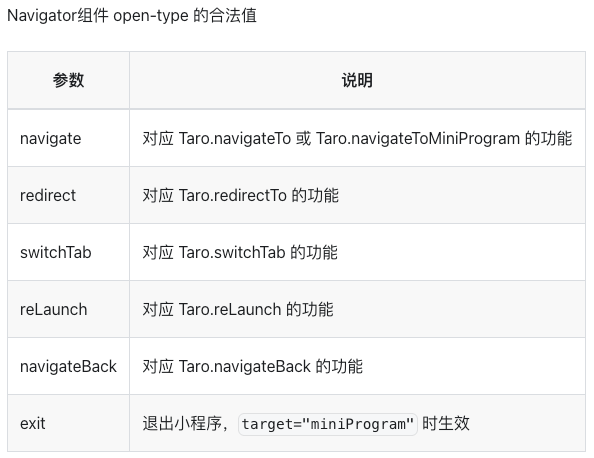 Navigator组件 open-type 的合法值
参数 说明
navigate 对应 Taro.navigateTo 或 Taro.navigateToMiniProgram 的功能
redirect 对应 Taro.redirectTo 的功能
switchTab 对应 Taro.switchTab 的功能
reLaunch 对应 Taro.reLaunch 的功能
navigateBack 对应 Taro.navigateBack 的功能
exit 退出小程序，target="miniProgram" 时生效